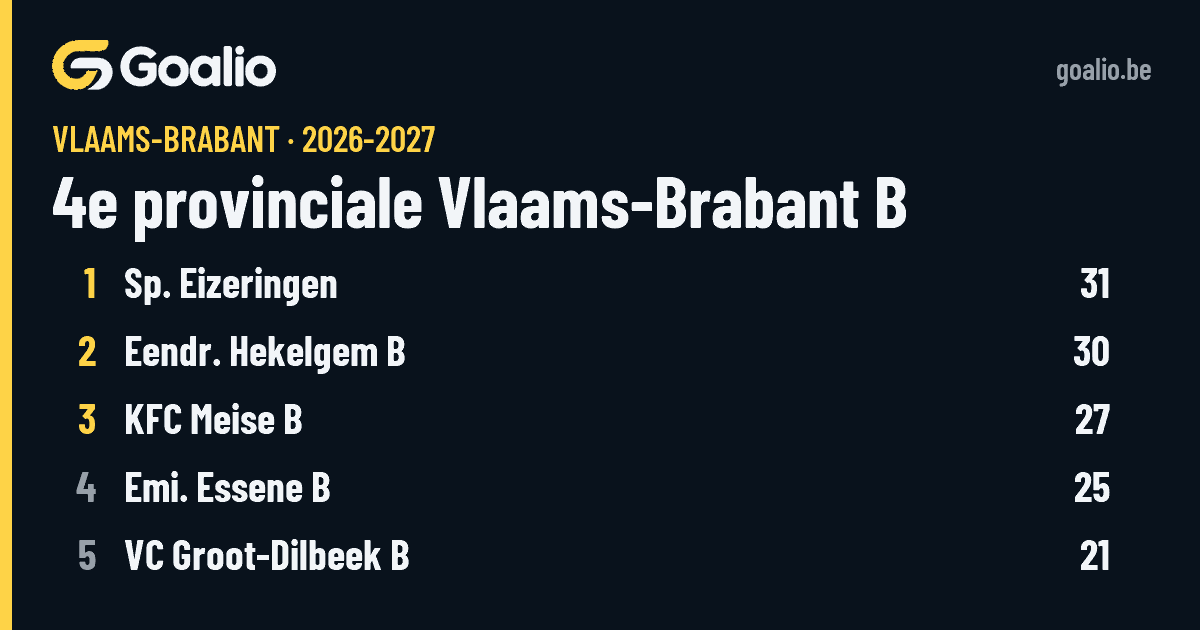 Goalio
goalio.be
VLAAMS-BRABANT · 2026-2027
4e provinciale Vlaams-Brabant B
1 Sp. Eizeringen 31
2 Eendr. Hekelgem B 30
3 KFC Meise B 27
4 Emi. Essene B 25
5 VC Groot-Dilbeek B 21